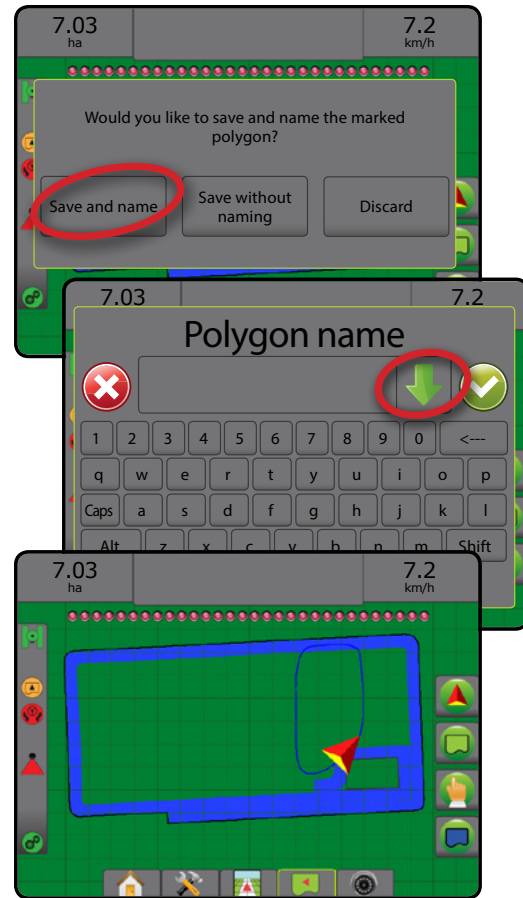 7.03 7.2
ha km/h
Would you like to save and name the marked
polygon?
Save and name Save without naming Discard
7.03 7.2
Polygon name
1 2 3 4 5 6 7 8 9 0 <---
q w e r t y u i o p
Caps a s d f g h j k l
Alt z x c v b n m Shift
7.03 7.2
ha km/h